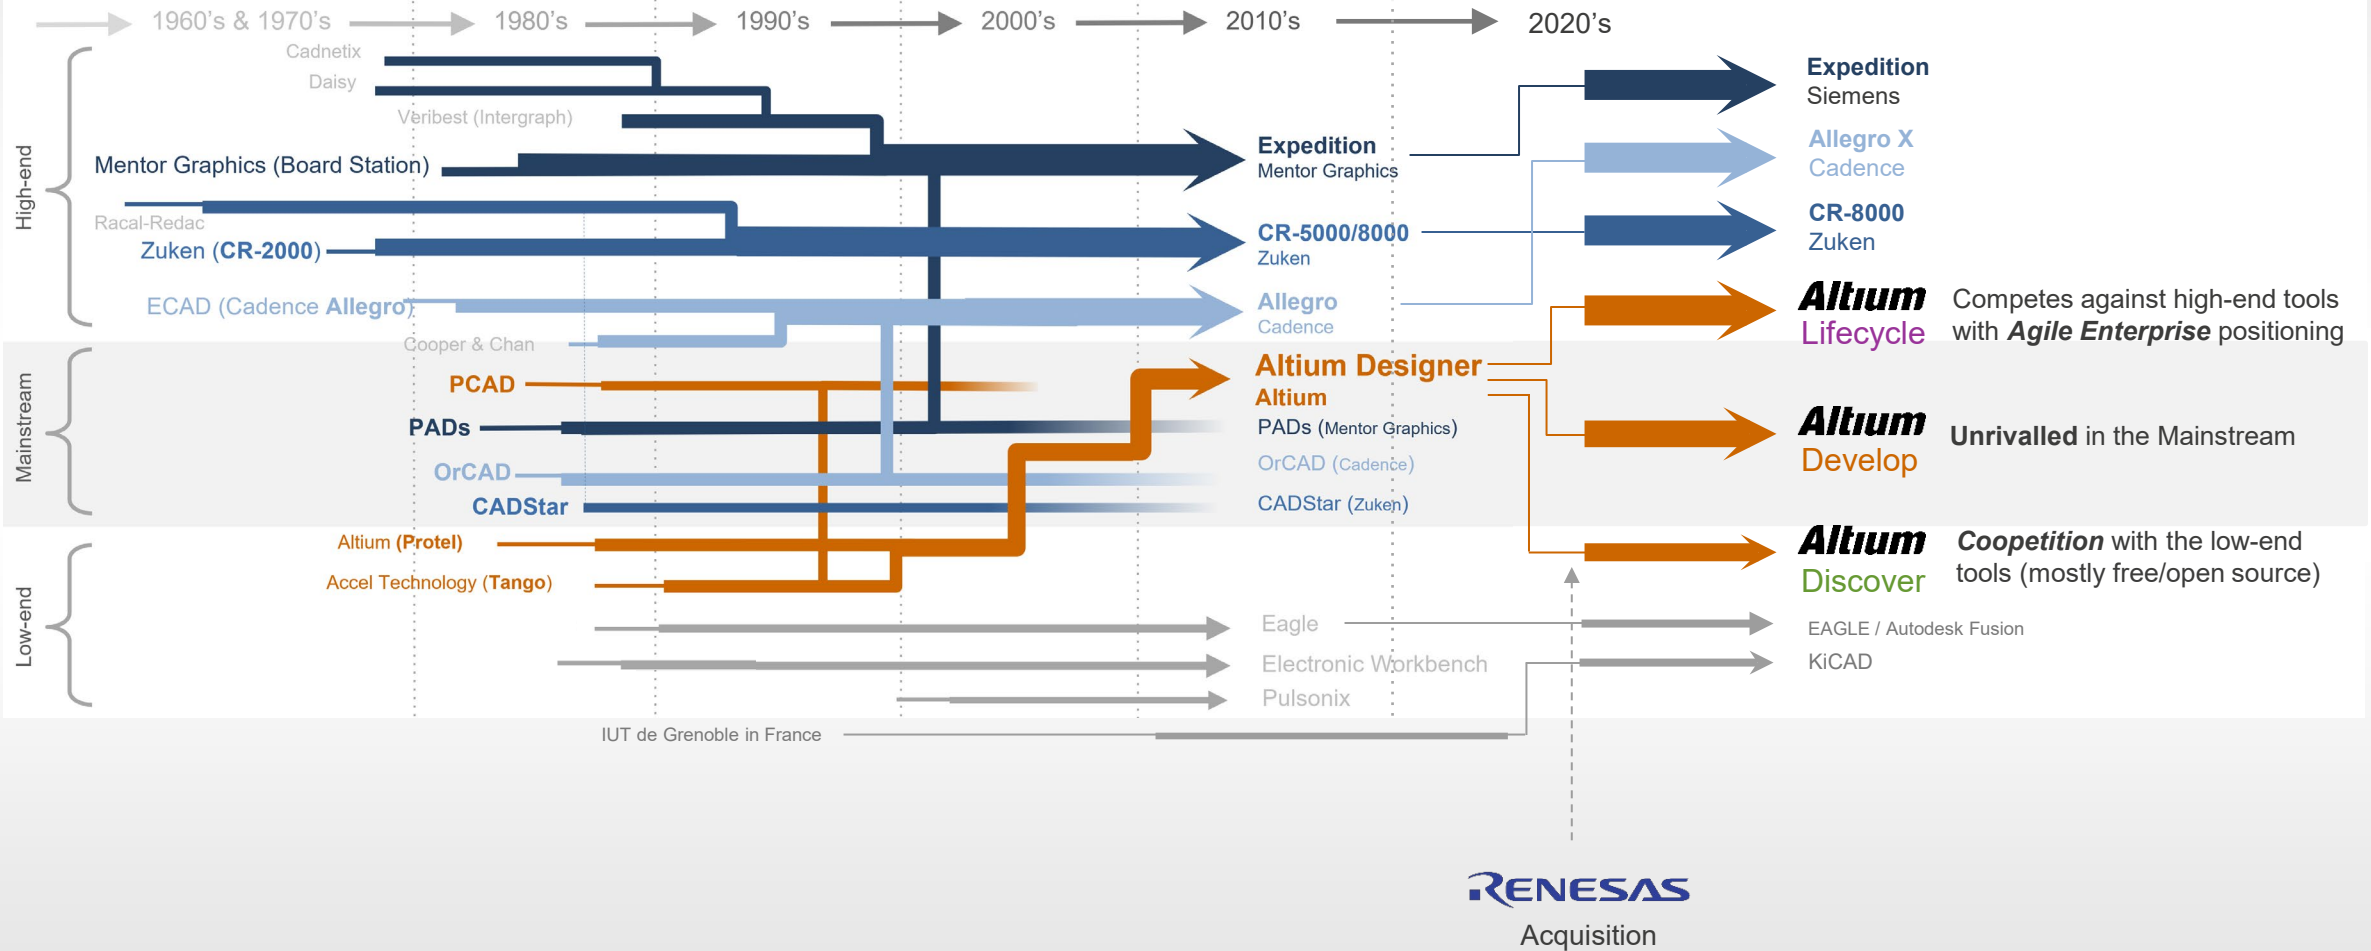 1960's & 1970's
1980's
1990's
2000's
2010's
2020's
High-end
Cadnetix
Daisy
Veribest (Intergraph)
Mentor Graphics (Board Station)
Racal-Redac
Zuken (CR-2000)
ECAD (Cadence Allegro)
Cooper & Chan
Expedition
Mentor Graphics
CR-5000/8000
Zuken
Allegro
Cadence
Expedition
Siemens
Allegro X
Cadence
CR-8000
Zuken
Altium
Lifecycle
Competes against high-end tools
with Agile Enterprise positioning
Mainstream
PCAD
PADs
OrCAD
CADStar
Altium Designer
Altium
PADs (Mentor Graphics)
OrCAD (Cadence)
CADStar (Zuken)
Altium
Develop
Unrivalled in the Mainstream
Low-end
Altium (Protel)
Accel Technology (Tango)
Altium
Discover
Coopetition with the low-end
tools (mostly free/open source)
Eagle
Electronic Workbench
Pulsonix
EAGLE / Autodesk Fusion
KiCAD
IUT de Grenoble in France
RENESAS
Acquisition